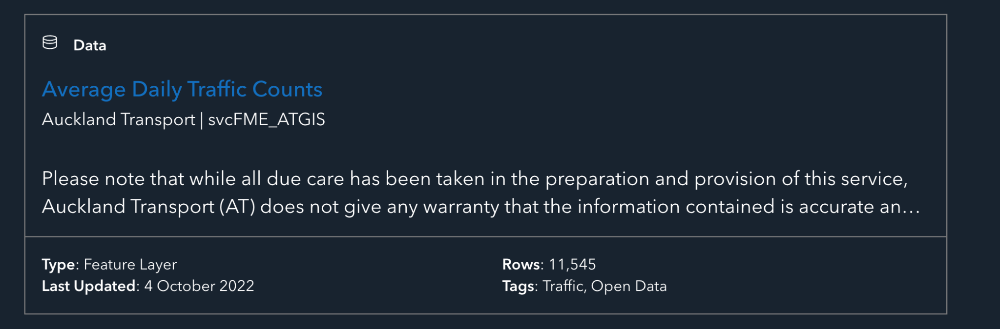 Data
Average Daily Traffic Counts
Auckland Transport | svcFME_ATGIS
Please note that while all due care has been taken in the preparation and provision of this service,
Auckland Transport (AT) does not give any warranty that the information contained is accurate an...
Type: Feature Layer
Rows: 11,545
Last Updated: 4 October 2022
Tags: Traffic, Open Data